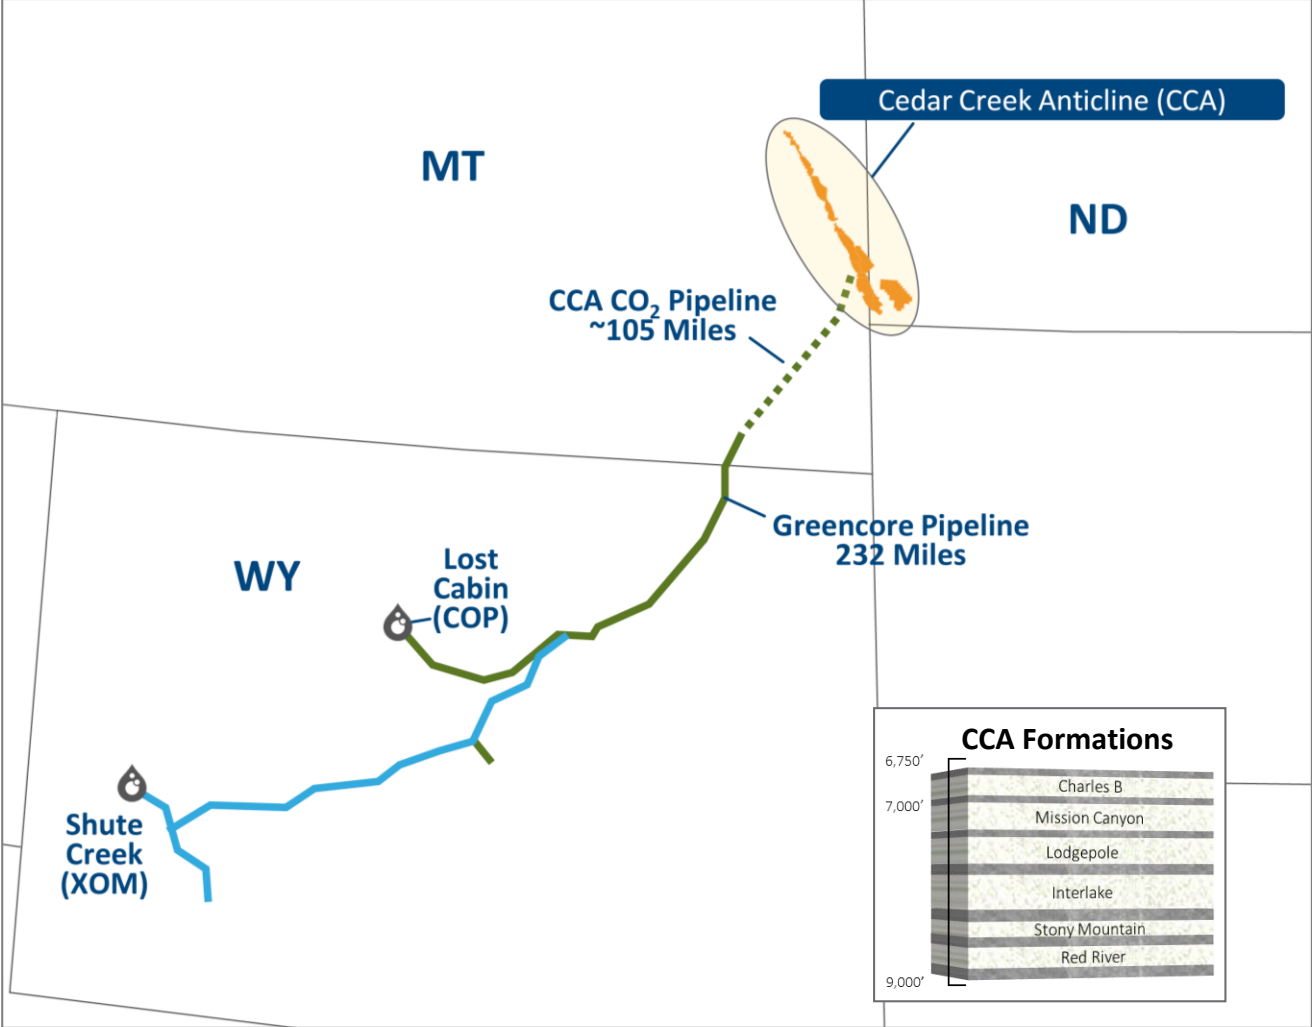 Cedar Creek Anticline (CCA)
MT
ND
CCA CO₂ Pipeline
~105 Miles
Greencore Pipeline
232 Miles
WY
Lost
Cabin
(COP)
Shute
Creek
(XOM)
CCA Formations
6,750’
Charles B
7,000’
Mission Canyon
Lodgepole
Interlake
Stony Mountain
Red River
9,000’